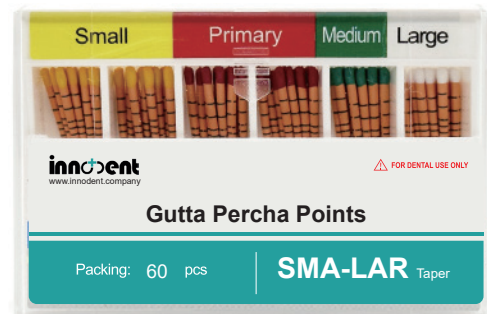 Small Primary Medium Large
innodent
www.innodent.company
FOR DENTAL USE ONLY
Gutta Percha Points
Packing: 60 pcs
SMA-LAR Taper